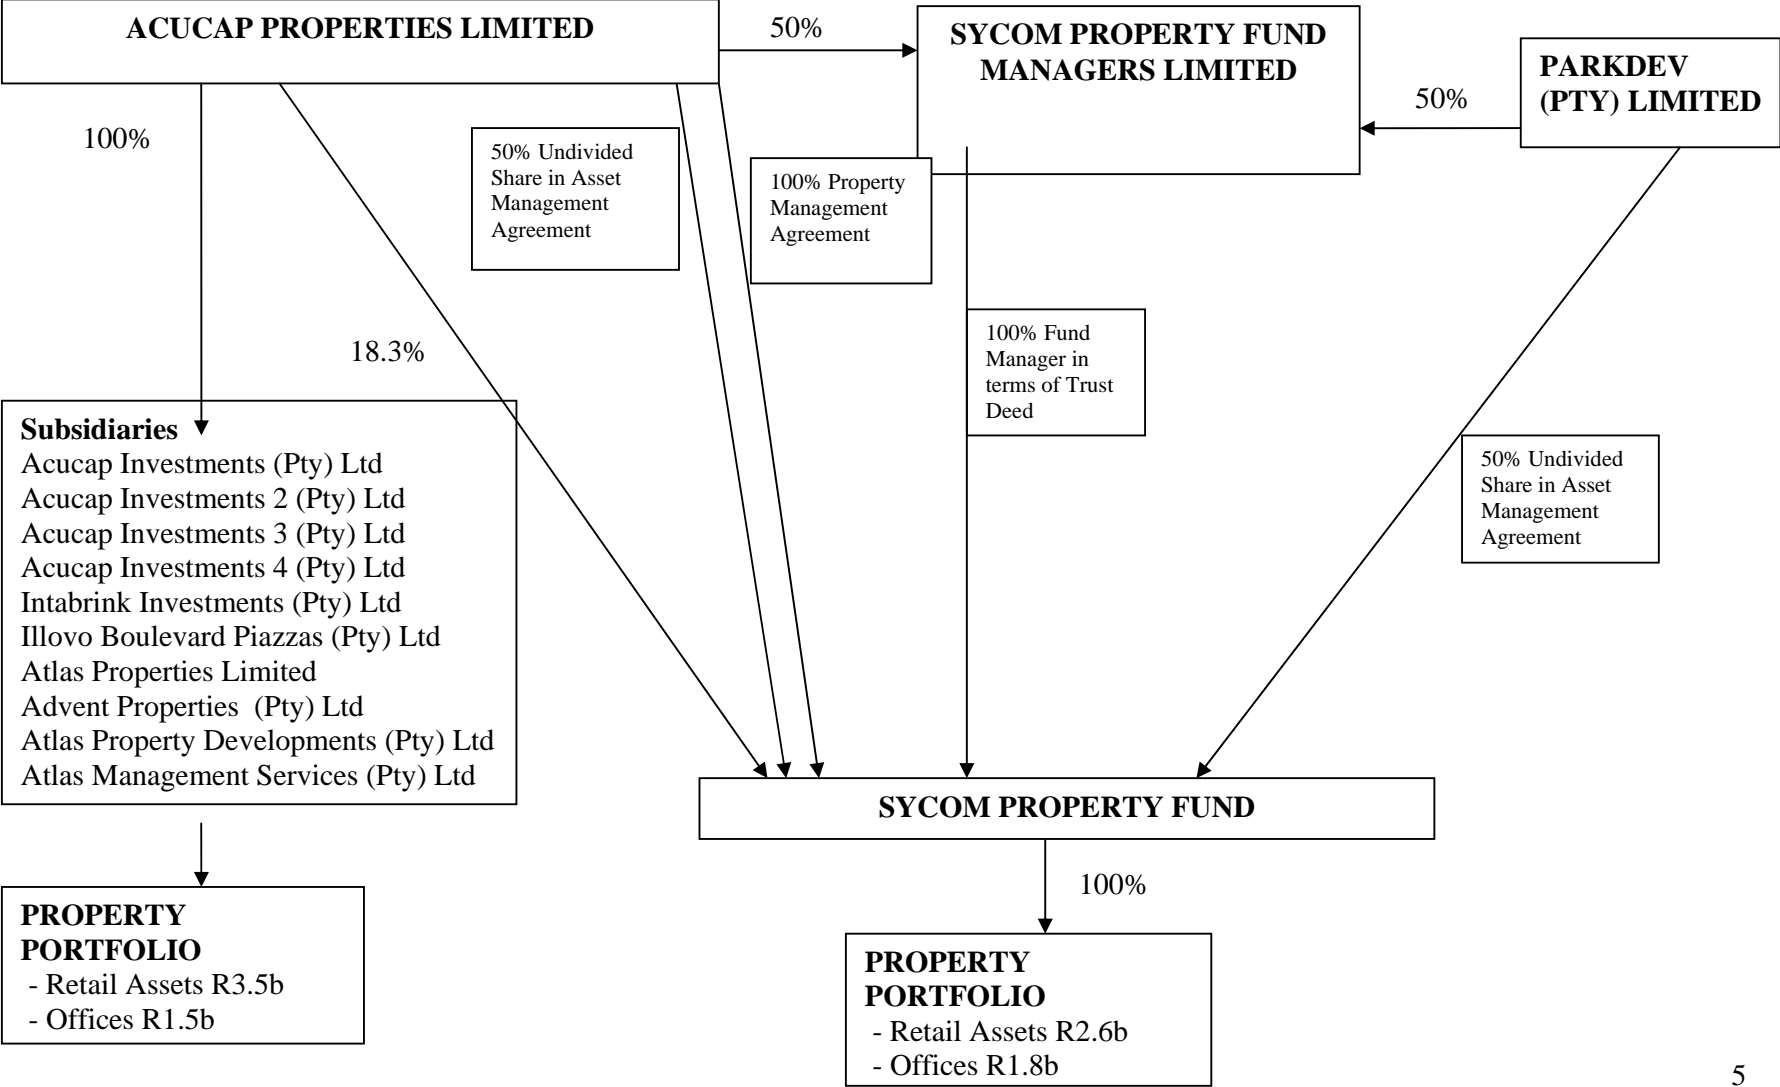 ACUCAP PROPERTIES LIMITED
50%
SYCOM PROPERTY FUND
MANAGERS LIMITED
PARKDEV
(PTY) LIMITED
50%
100%
50% Undivided
Share in Asset
Management
Agreement
100% Property
Management
Agreement
100% Fund
Manager in
terms of Trust
Deed
18.3%
50% Undivided
Share in Asset
Management
Agreement
Subsidiaries
Acucap Investments (Pty) Ltd
Acucap Investments 2 (Pty) Ltd
Acucap Investments 3 (Pty) Ltd
Acucap Investments 4 (Pty) Ltd
Intabrink Investments (Pty) Ltd
Illovo Boulevard Piazzas (Pty) Ltd
Atlas Properties Limited
Advent Properties  (Pty) Ltd
Atlas Property Developments (Pty) Ltd
Atlas Management Services (Pty) Ltd
SYCOM PROPERTY FUND
100%
PROPERTY
PORTFOLIO
- Retail Assets R3.5b
- Offices R1.5b
PROPERTY
PORTFOLIO
- Retail Assets R2.6b
- Offices R1.8b
5